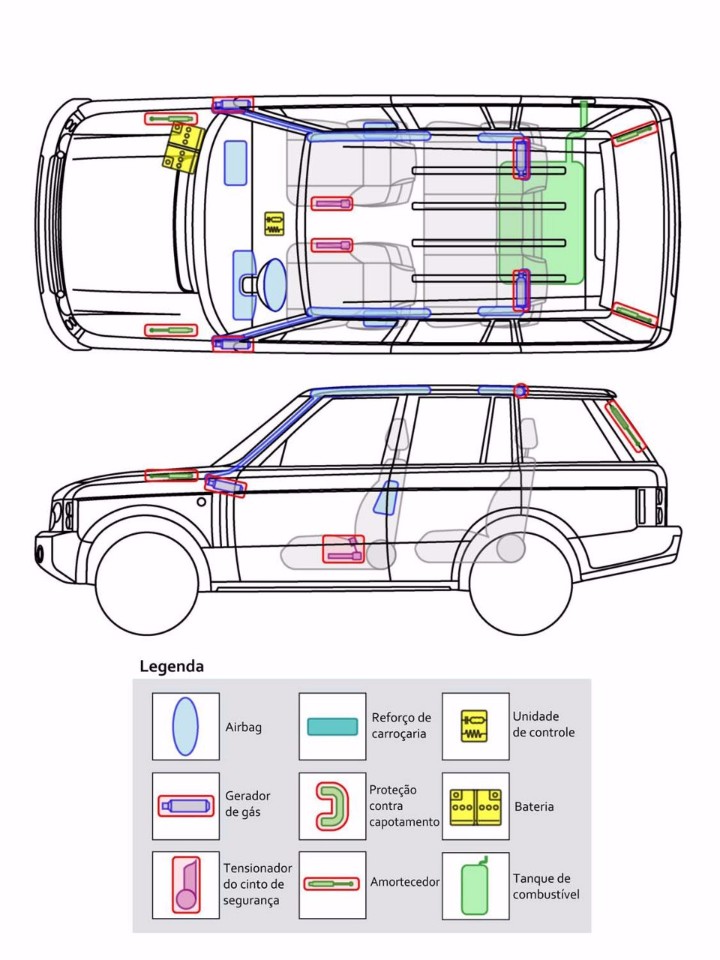 Legenda
Airbag
Reforço de
carroçaria
Unidade
de controle
Gerador
de gás
Proteção
contra
capotamento
Bateria
Tensionador
do cinto de
segurança
Amortecedor
Tanque de
combustível